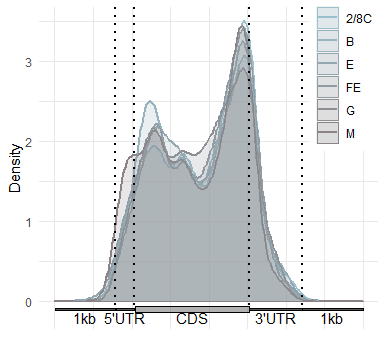 2/8C
B
E
FE
G
M
Density
3
2
1
0
1kb 5'UTR CDS 3'UTR 1kb